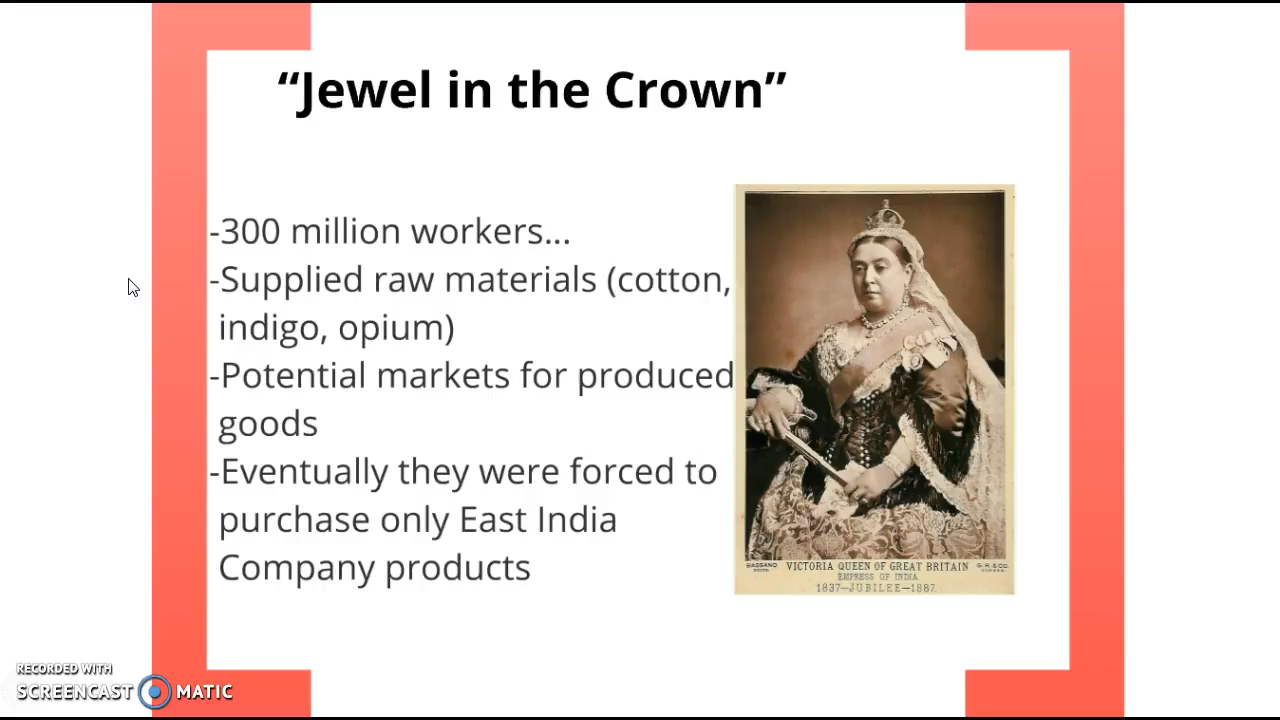 “Jewel in the Crown”
-300 million workers...
-Supplied raw materials (cotton,
indigo, opium)
-Potential markets for produced
goods
-Eventually they were forced to
purchase only East India
Company products
BASSANO
VICTORIA QUEEN OF GREAT BRITAIN
G.R.& CO.
EMPRESS OF INDIA
1837-JUBILEE-1887.
RECORDED WITH
SCREENCAST MATIC